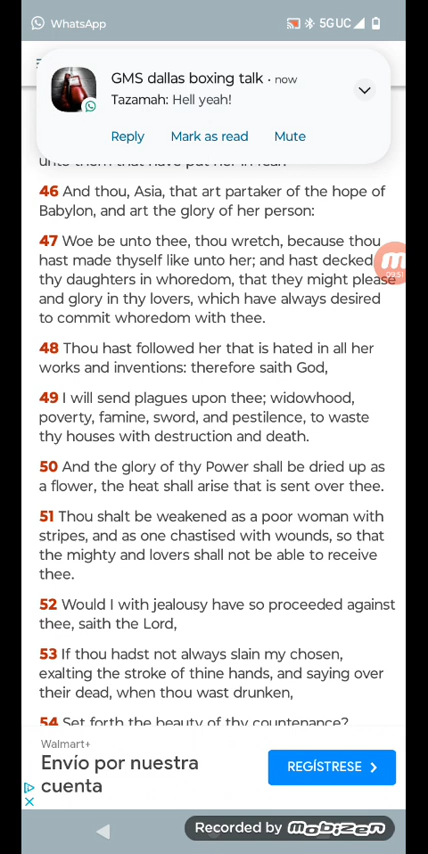 WhatsApp
5G UC
GMS dallas boxing talk • now
Tazamah: Hell yeah!
Reply Mark as read Mute
unto them that have put her in fear.
46 And thou, Asia, that art partaker of the hope of
Babylon, and art the glory of her person:
47 Woe be unto thee, thou wretch, because thou
hast made thyself like unto her; and hast decked
thy daughters in whoredom, that they might please
and glory in thy lovers, which have always desired
to commit whoredom with thee.
48 Thou hast followed her that is hated in all her
works and inventions: therefore saith God,
49 I will send plagues upon thee; widowhood,
poverty, famine, sword, and pestilence, to waste
thy houses with destruction and death.
50 And the glory of thy Power shall be dried up as
a flower, the heat shall arise that is sent over thee.
51 Thou shalt be weakened as a poor woman with
stripes, and as one chastised with wounds, so that
the mighty and lovers shall not be able to receive
thee.
52 Would I with jealousy have so proceeded against
thee, saith the Lord,
53 If thou hadst not always slain my chosen,
exalting the stroke of thine hands, and saying over
their dead, when thou wast drunken,
54 Set forth the beauty of thy countenance?
Walmart+
Envío por nuestra
cuenta
REGÍSTRESE
Recorded by Mobizen